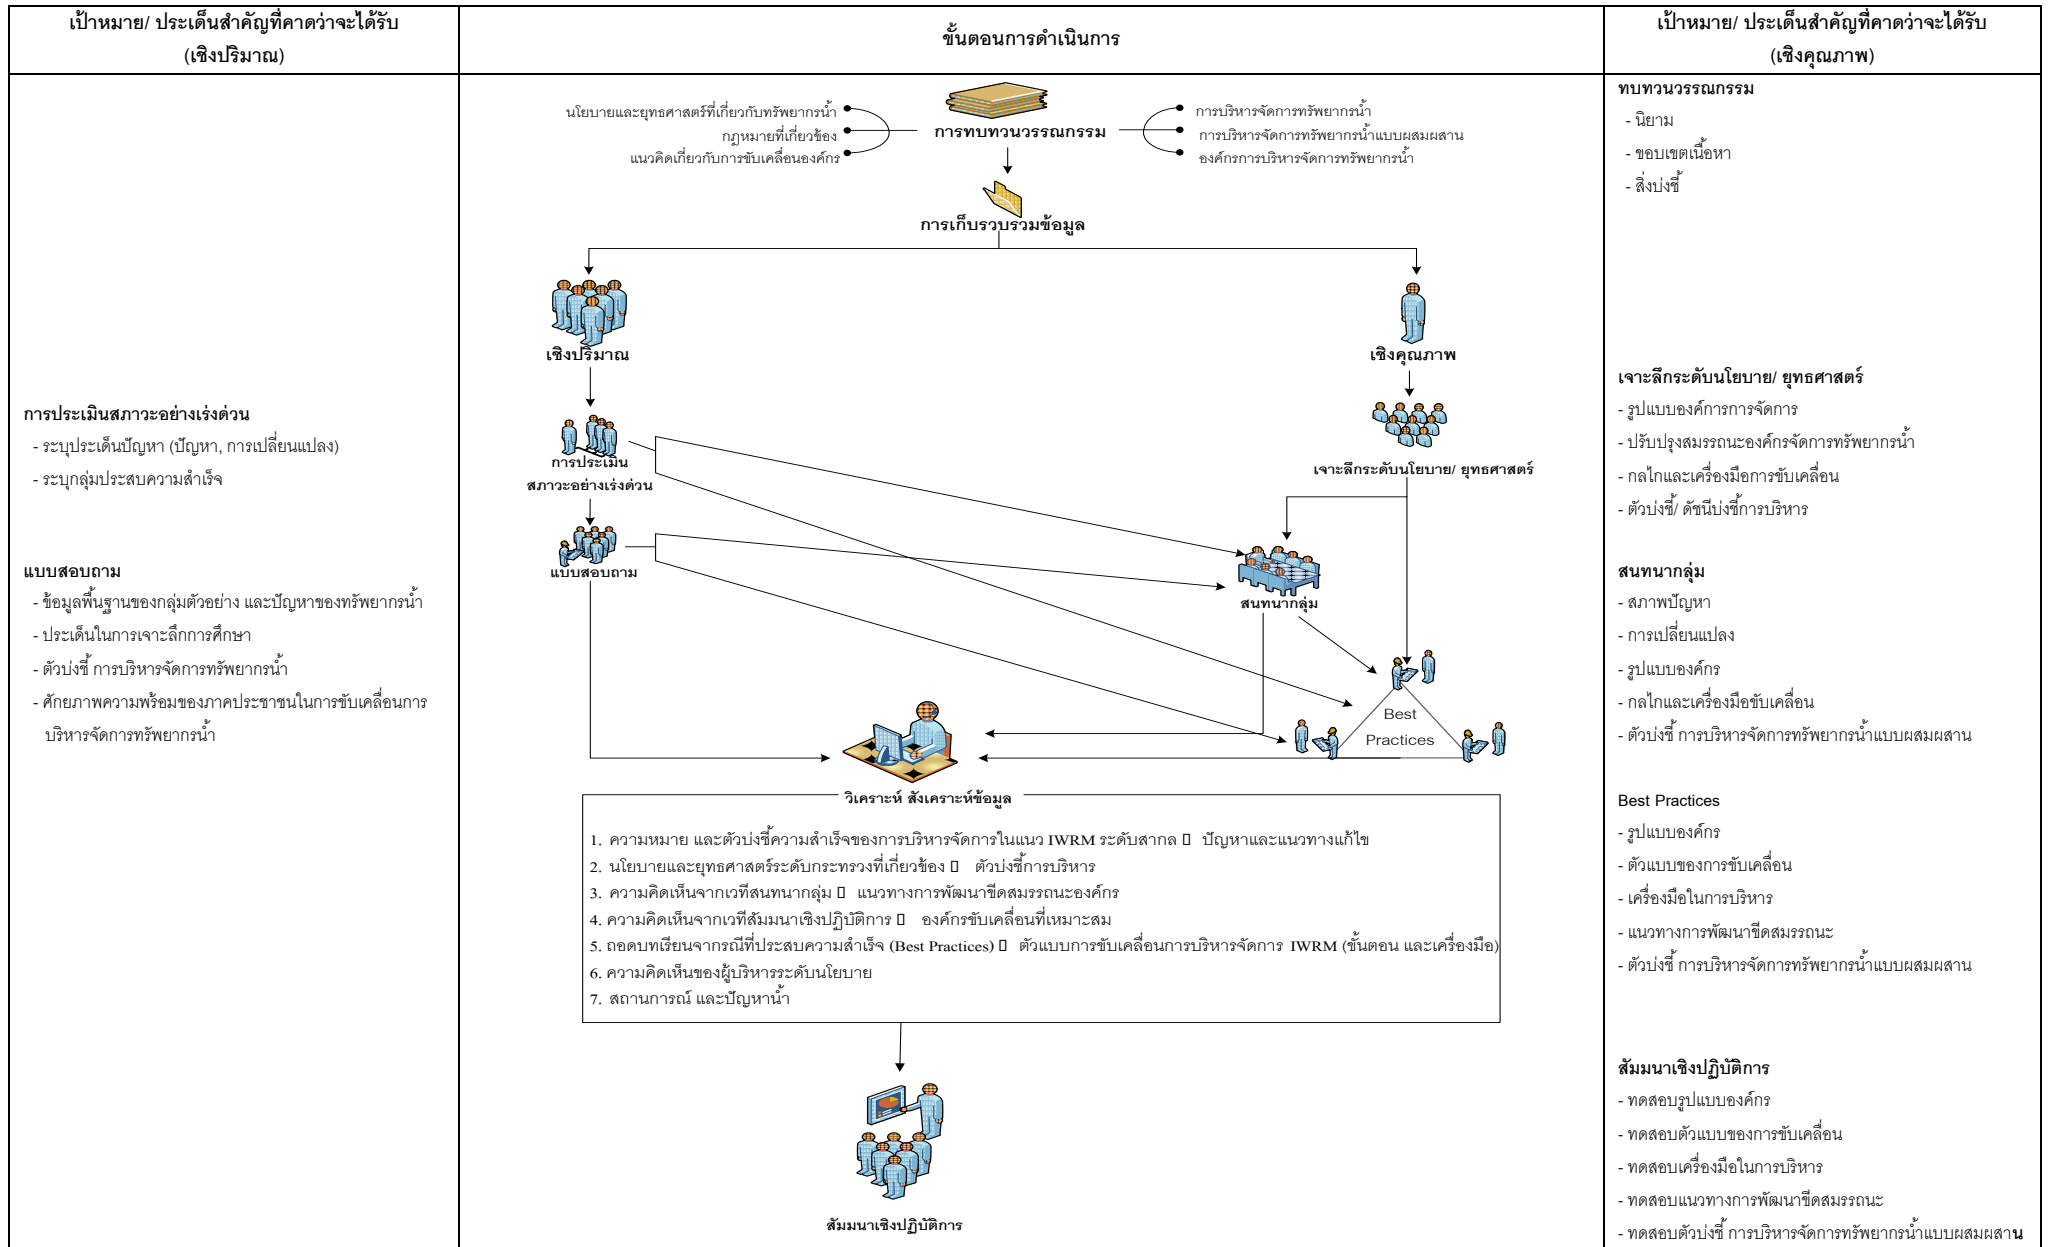 เป้าหมาย/ ประเด็นสำคัญที่คาดว่าจะได้รับ
(เชิงปริมาณ)
ขั้นตอนการดำเนินการ
เป้าหมาย/ ประเด็นสำคัญที่คาดว่าจะได้รับ
(เชิงคุณภาพ)
การประเมินสภาวะอย่างเร่งด่วน
- ระบุประเด็นปัญหา (ปัญหา, การเปลี่ยนแปลง)
- ระบุกลุ่มประสบความสำเร็จ
แบบสอบถาม
- ข้อมูลพื้นฐานของกลุ่มตัวอย่าง และปัญหาของทรัพยากรน้ำ
- ประเด็นในการเจาะลึกการศึกษา
- ตัวบ่งชี้ การบริหารจัดการทรัพยากรน้ำ
- ศักยภาพความพร้อมของภาคประชาชนในการขับเคลื่อนการ
บริหารจัดการทรัพยากรน้ำ
นโยบายและยุทธศาสตร์ที่เกี่ยวกับทรัพยากรน้ำ
กฎหมายที่เกี่ยวข้อง
แนวคิดเกี่ยวกับการขับเคลื่อนองค์กร
การทบทวนวรรณกรรม
การบริหารจัดการทรัพยากรน้ำ
การบริหารจัดการทรัพยากรน้ำแบบผสมผสาน
องค์กรการบริหารจัดการทรัพยากรน้ำ
การเก็บรวบรวมข้อมูล
เชิงปริมาณ
เชิงคุณภาพ
การประเมิน
สภาวะอย่างเร่งด่วน
เจาะลึกระดับนโยบาย/ ยุทธศาสตร์
แบบสอบถาม
สนทนากลุ่ม
Best
Practices
วิเคราะห์ สังเคราะห์ข้อมูล
1. ความหมาย และตัวบ่งชี้ความสำเร็จของการบริหารจัดการในแนว IWRM ระดับสากล ▯ ปัญหาและแนวทางแก้ไข
2. นโยบายและยุทธศาสตร์ระดับกระทรวงที่เกี่ยวข้อง ▯ ตัวบ่งชี้การบริหาร
3. ความคิดเห็นจากเวทีสนทนากลุ่ม ▯ แนวทางการพัฒนาขีดสมรรถนะองค์กร
4. ความคิดเห็นจากเวทีสัมมนาเชิงปฏิบัติการ ▯ องค์กรขับเคลื่อนที่เหมาะสม
5. ถอดบทเรียนจากรณีที่ประสบความสำเร็จ (Best Practices) ▯ ตัวแบบการขับเคลื่อนการบริหารจัดการ IWRM (ขั้นตอน และเครื่องมือ)
6. ความคิดเห็นของผู้บริหารระดับนโยบาย
7. สถานการณ์ และปัญหาน้ำ
สัมมนาเชิงปฏิบัติการ
ทบทวนวรรณกรรม
- นิยาม
- ขอบเขตเนื้อหา
- สิ่งบ่งชี้
เจาะลึกระดับนโยบาย/ ยุทธศาสตร์
- รูปแบบองค์การการจัดการ
- ปรับปรุงสมรรถนะองค์กรจัดการทรัพยากรน้ำ
- กลไกและเครื่องมือการขับเคลื่อน
- ตัวบ่งชี้/ ดัชนีบ่งชี้การบริหาร
สนทนากลุ่ม
- สภาพปัญหา
- การเปลี่ยนแปลง
- รูปแบบองค์กร
- กลไกและเครื่องมือขับเคลื่อน
- ตัวบ่งชี้ การบริหารจัดการทรัพยากรน้ำแบบผสมผสาน
Best Practices
- รูปแบบองค์กร
- ตัวแบบของการขับเคลื่อน
- เครื่องมือในการบริหาร
- แนวทางการพัฒนาขีดสมรรถนะ
- ตัวบ่งชี้ การบริหารจัดการทรัพยากรน้ำแบบผสมผสาน
สัมมนาเชิงปฏิบัติการ
- ทดสอบรูปแบบองค์กร
- ทดสอบตัวแบบของการขับเคลื่อน
- ทดสอบเครื่องมือในการบริหาร
- ทดสอบแนวทางการพัฒนาขีดสมรรถนะ
- ทดสอบตัวบ่งชี้ การบริหารจัดการทรัพยากรน้ำแบบผสมผสาน